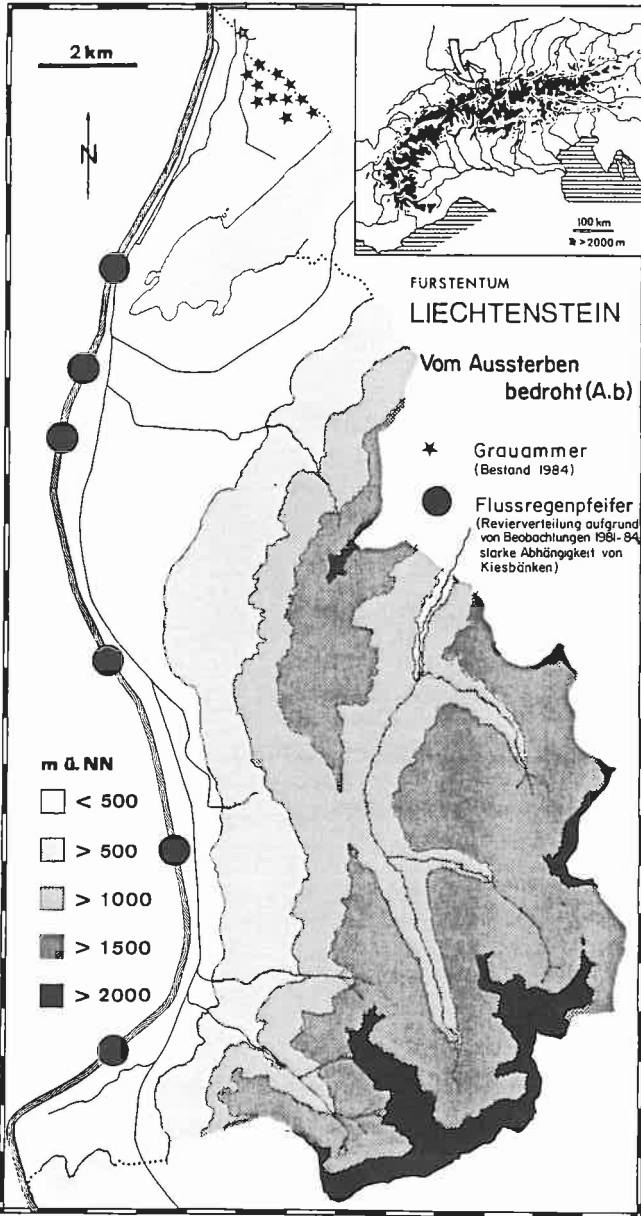 2 km
N
100 km
> 2000 m
FÜRSTENTUM
LIECHTENSTEIN
Vom Aussterben
bedroht (A.b)
Grauammer
(Bestand 1984)
Flussregenpfeifer
(Revierverteilung aufgrund
von Beobachtungen 1981-84,
starke Abhängigkeit von
Kiesbänken)
m ü. NN
< 500
> 500
> 1000
> 1500
> 2000